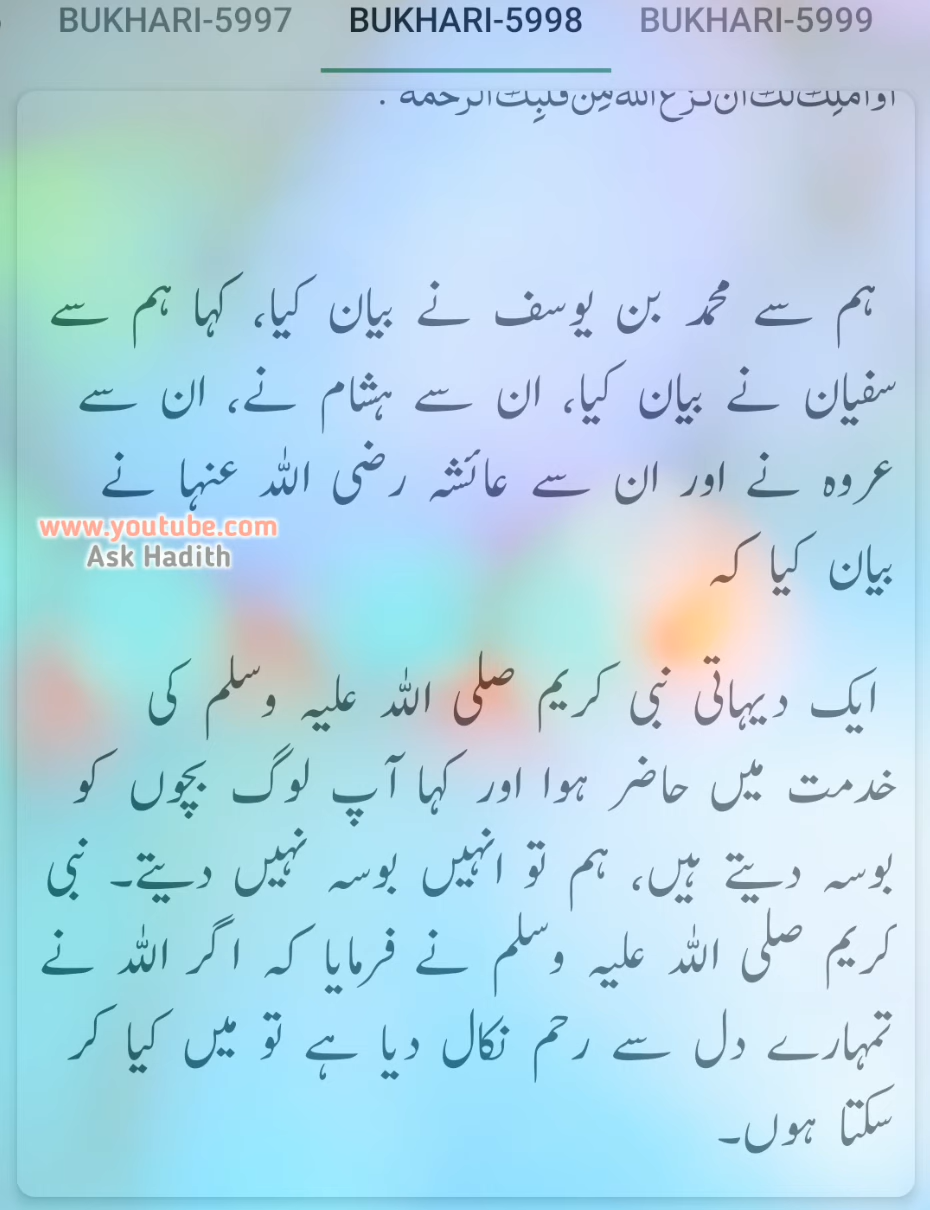 BUKHARI-5997 BUKHARI-5998 BUKHARI-5999
أَوَأَمْلِكُ لَكَ أَنْ نَزَعَ اللَّهُ مِنْ قَلْبِكَ الرَّحْمَةَ .
ہم سے محمد بن یوسف نے بیان کیا، کہا ہم سے
سفیان نے بیان کیا، ان سے ہشام نے، ان سے
عروہ نے اور ان سے عائشہ رضی اللہ عنہا نے
www.youtube.com
Ask Hadith
بیان کیا کہ
ایک دیہاتی نبی کریم صلی اللہ علیہ وسلم کی
خدمت میں حاضر ہوا اور کہا آپ لوگ بچوں کو
بوسہ دیتے ہیں، ہم تو انہیں بوسہ نہیں دیتے۔ نبی
کریم صلی اللہ علیہ وسلم نے فرمایا کہ اگر اللہ نے
تمہارے دل سے رحم نکال دیا ہے تو میں کیا کر
سکتا ہوں۔